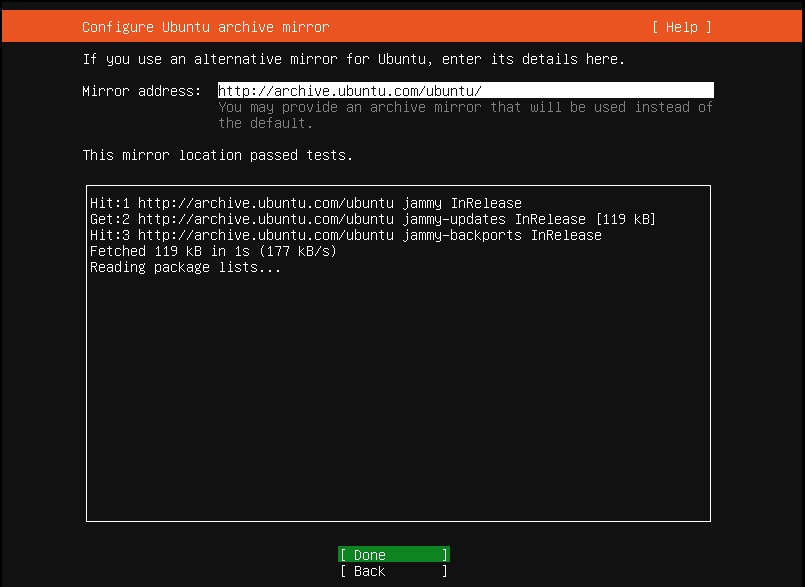 Configure Ubuntu archive mirror [ Help ]
If you use an alternative mirror for Ubuntu, enter its details here.
Mirror address: http://archive.ubuntu.com/ubuntu/
You may provide an archive mirror that will be used instead of
the default.
This mirror location passed tests.
Hit:1 http://archive.ubuntu.com/ubuntu jammy InRelease
Get:2 http://archive.ubuntu.com/ubuntu jammy-updates InRelease [119 kB]
Hit:3 http://archive.ubuntu.com/ubuntu jammy-backports InRelease
Fetched 119 kB in 1s (177 kB/s)
Reading package lists...
[ Done ]
[ Back ]